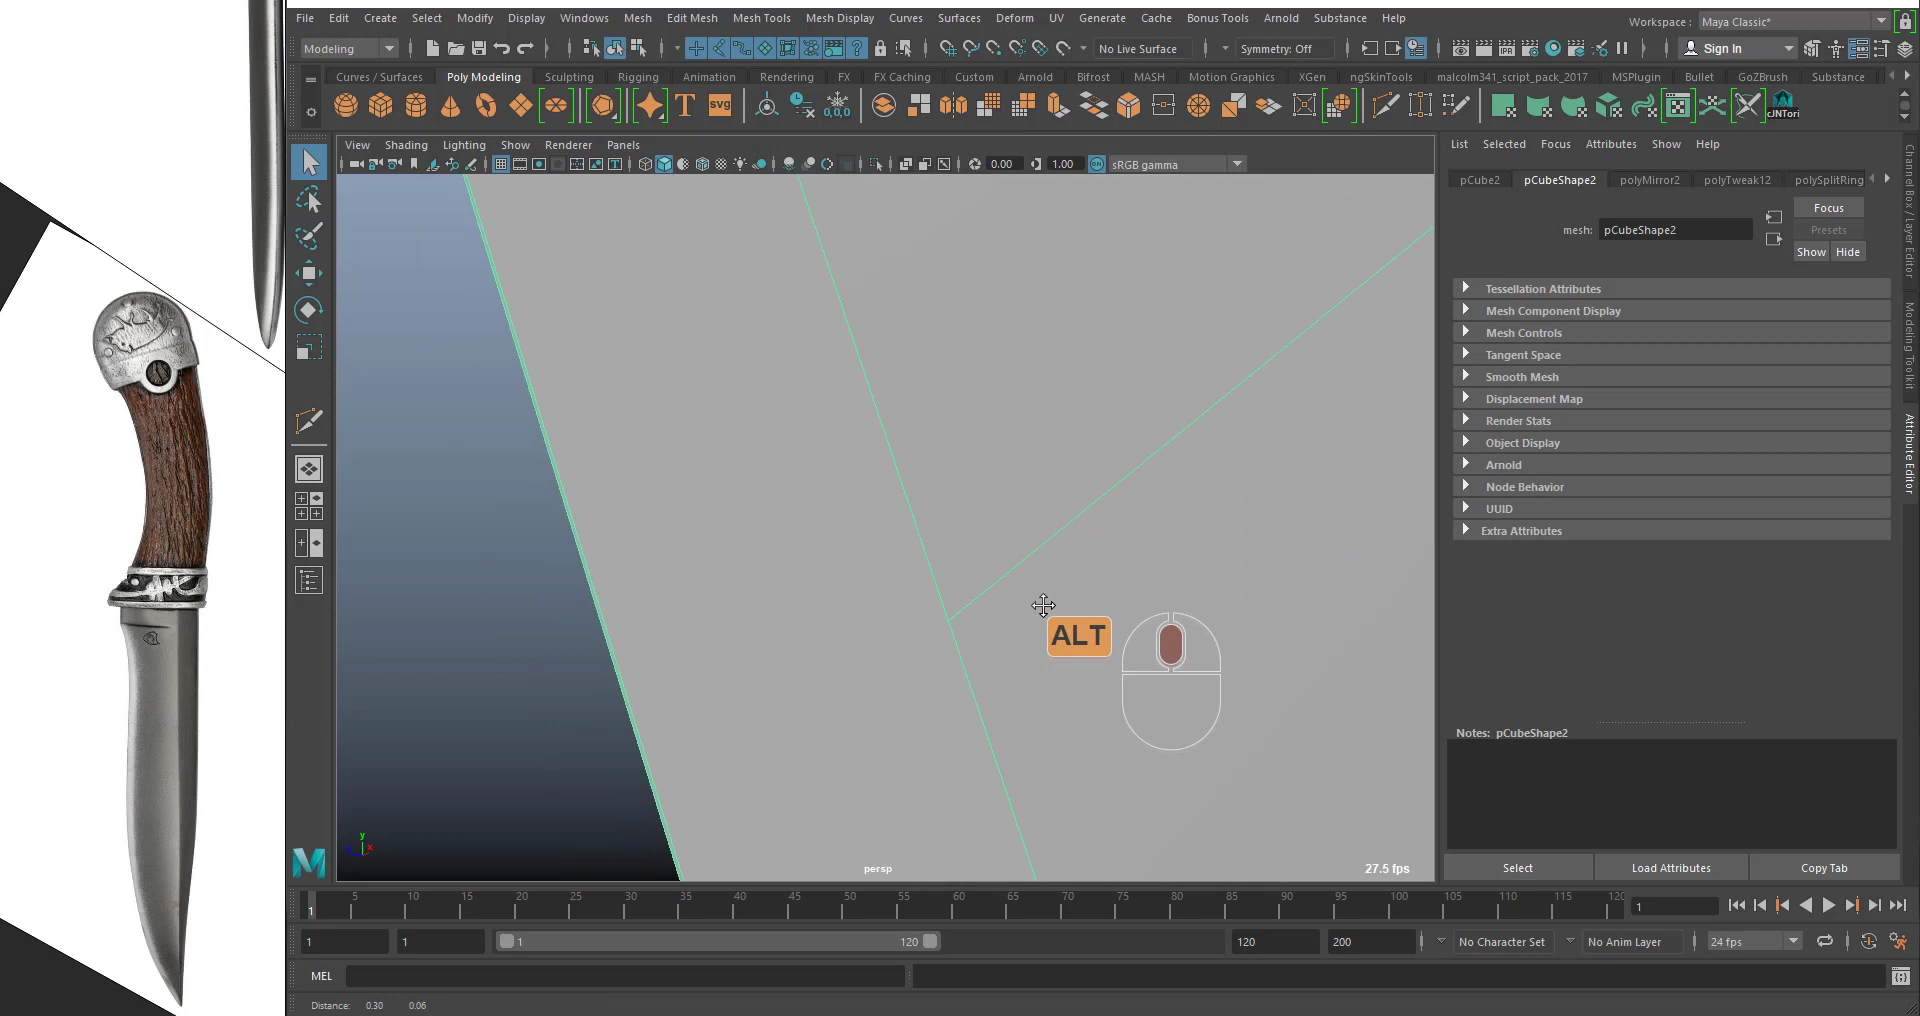 File Edit Create Select Modify Display Windows Mesh Edit Mesh Mesh Tools Mesh Display Curves Surfaces Deform UV Generate Cache Bonus Tools Arnold Substance Help
Workspace : Maya Classic*
Modeling No Live Surface Symmetry: Off Sign In
Curves / Surfaces Poly Modeling Sculpting Rigging Animation Rendering FX FX Caching Custom Arnold Bifrost MASH Motion Graphics XGen ngSkinTools malcolm341_script_pack_2017 MSPlugin Bullet GoZBrush Substance
T svg 0,0,0 cJNTori
View Shading Lighting Show Renderer Panels
0.00 1.00 ON sRGB gamma
List Selected Focus Attributes Show Help
pCube2 pCubeShape2 polyMirror2 polyTweak12 polySplitRing
Focus
mesh: pCubeShape2 Presets
Show Hide
Tessellation Attributes
Mesh Component Display
Mesh Controls
Tangent Space
Smooth Mesh
Displacement Map
Render Stats
Object Display
Arnold
Node Behavior
UUID
Extra Attributes
Notes: pCubeShape2
Select Load Attributes Copy Tab
Channel Box / Layer Editor
Modeling Toolkit
Attribute Editor
ALT
y
x
persp
27.5 fps
1 5 10 15 20 25 30 35 40 45 50 55 60 65 70 75 80 85 90 95 100 105 110 115 120 1
1 1 1 120 120 200 No Character Set No Anim Layer 24 fps
MEL
Distance: 0.30 0.06